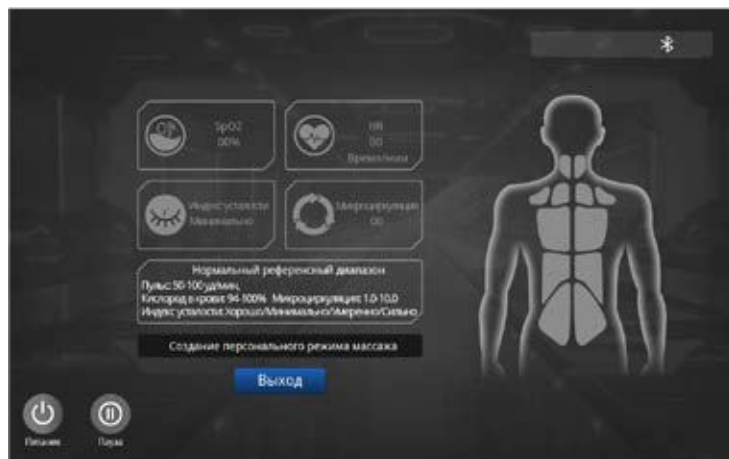 SpO2
00%
HR
00
Время/мин
Индекс усталости
Минимально
Микроциркуляция
00
Нормальный референсный диапазон
Пульс: 50-100 уд/мин,
Кислород в крови: 94-100% Микроциркуляция: 1.0-10.0
Индекс усталости: Хорошо/Минимально/Умеренно/Сильно
Создание персонального режима массажа
Выход
Питание
Пауза